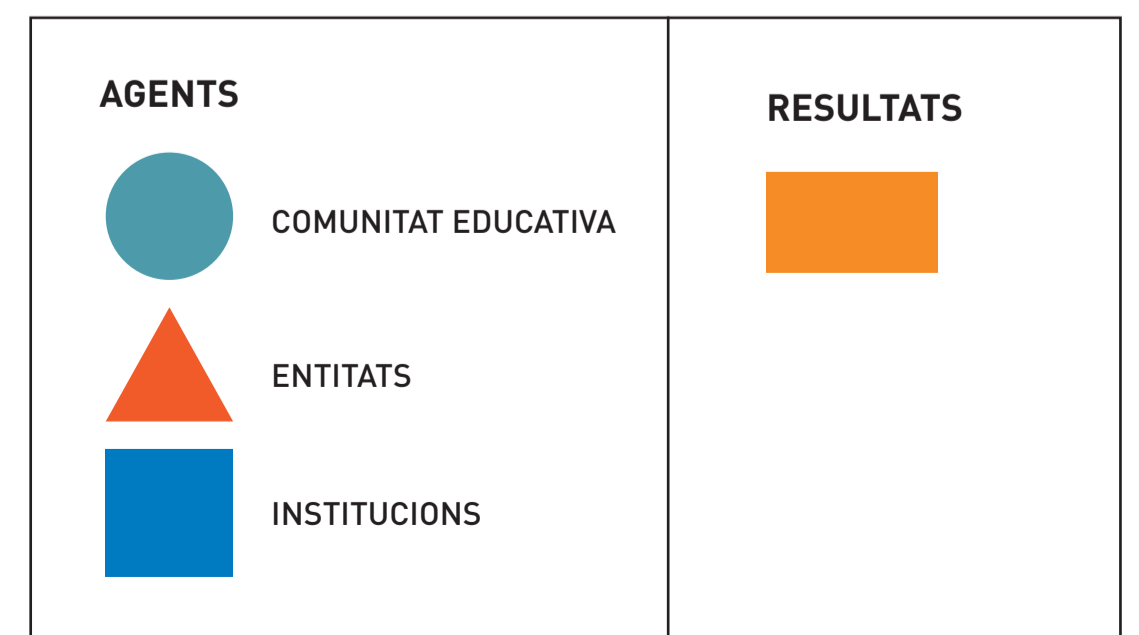 AGENTS
COMUNITAT EDUCATIVA
ENTITATS
INSTITUCIONS
RESULTATS